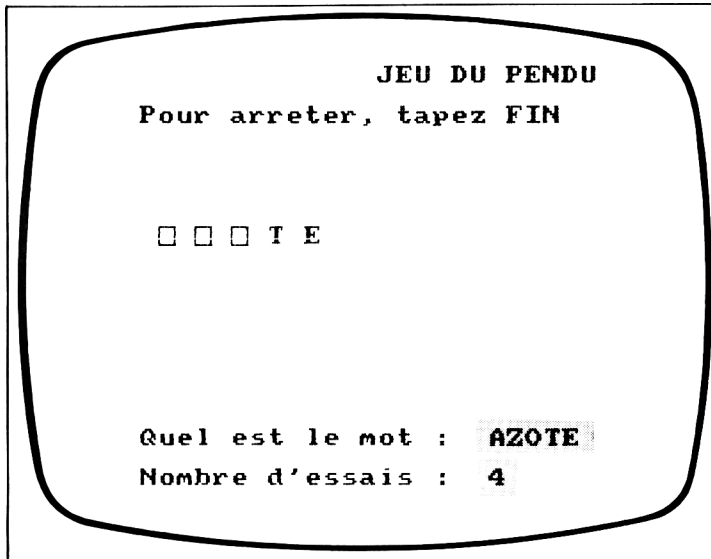 JEU DU PENDU
Pour arreter, tapez FIN
□ □ □ T E
Quel est le mot : AZOTE
Nombre d'essais : 4